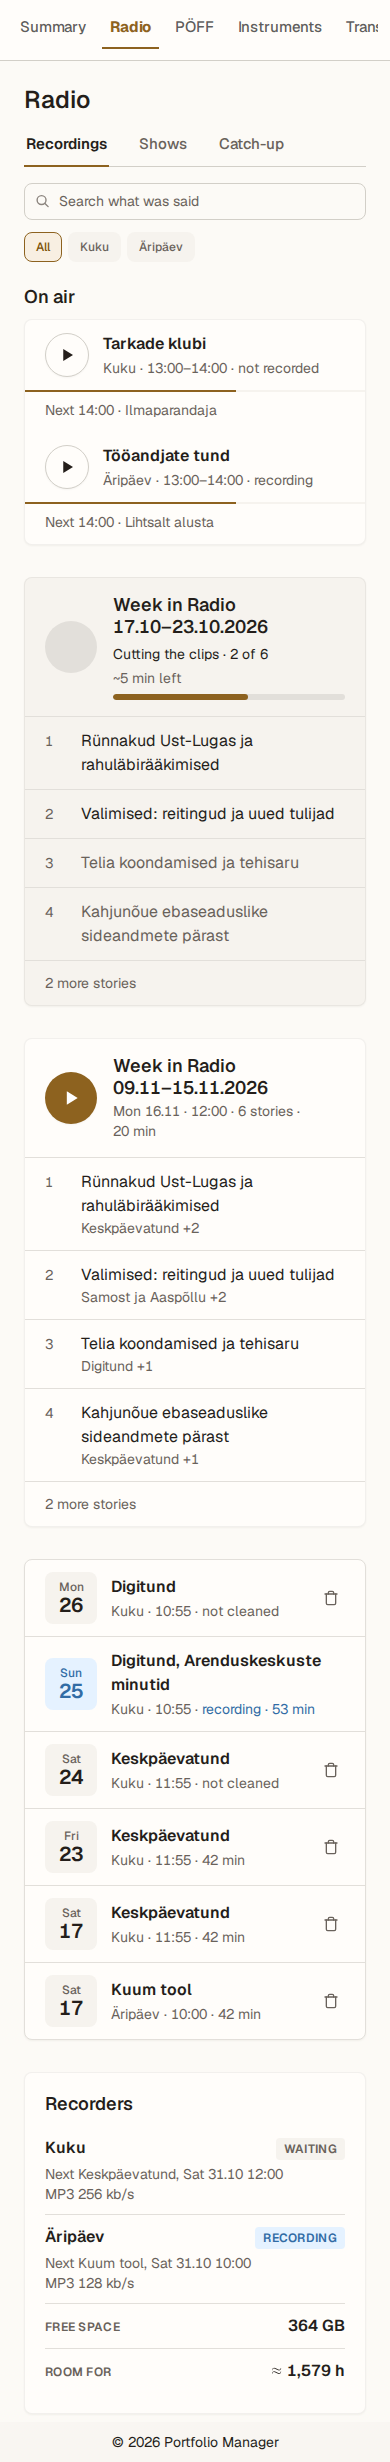 Summary Radio PÖFF Instruments Trans
Radio
Recordings Shows Catch-up
Search what was said
All Kuku Äripäev
On air
Tarkade klubi
Kuku · 13:00–14:00 · not recorded
Next 14:00 · Ilmaparandaja
Tööandjate tund
Äripäev · 13:00–14:00 · recording
Next 14:00 · Lihtsalt alusta
Week in Radio
17.10–23.10.2026
Cutting the clips · 2 of 6
~5 min left
1 Rünnakud Ust-Lugas ja
rahuläbirääkimised
2 Valimised: reitingud ja uued tulijad
3 Telia koondamised ja tehisaru
4 Kahjunõue ebaseaduslike
sideandmete pärast
2 more stories
Week in Radio
09.11–15.11.2026
Mon 16.11 · 12:00 · 6 stories ·
20 min
1 Rünnakud Ust-Lugas ja
rahuläbirääkimised
Keskpäevatund +2
2 Valimised: reitingud ja uued tulijad
Samost ja Aaspõllu +2
3 Telia koondamised ja tehisaru
Digitund +1
4 Kahjunõue ebaseaduslike
sideandmete pärast
Keskpäevatund +1
2 more stories
Mon
26
Digitund
Kuku · 10:55 · not cleaned
Sun
25
Digitund, Arenduskeskuste
minutid
Kuku · 10:55 · recording · 53 min
Sat
24
Keskpäevatund
Kuku · 11:55 · not cleaned
Fri
23
Keskpäevatund
Kuku · 11:55 · 42 min
Sat
17
Keskpäevatund
Kuku · 11:55 · 42 min
Sat
17
Kuum tool
Äripäev · 10:00 · 42 min
Recorders
Kuku WAITING
Next Keskpäevatund, Sat 31.10 12:00
MP3 256 kb/s
Äripäev RECORDING
Next Kuum tool, Sat 31.10 10:00
MP3 128 kb/s
FREE SPACE 364 GB
ROOM FOR ≈ 1,579 h
© 2026 Portfolio Manager